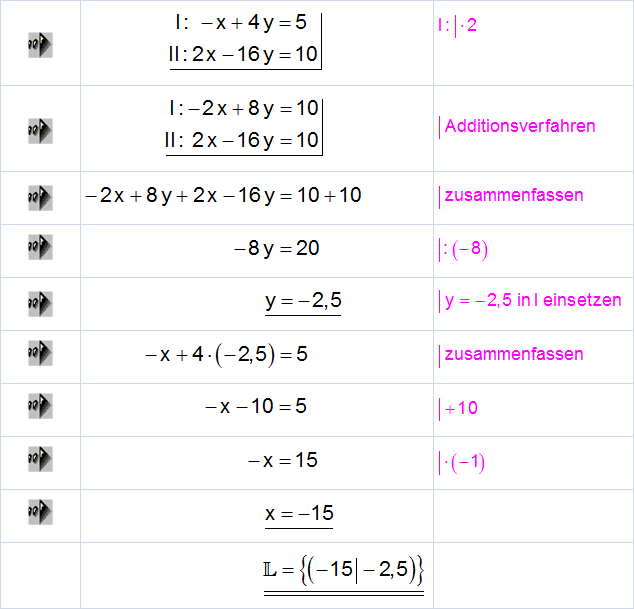 I: −x + 4y = 5
II: 2x − 16y = 10
I: | · 2
I: −2x + 8y = 10
II: 2x − 16y = 10
| Additionsverfahren
−2x + 8y + 2x − 16y = 10 + 10
| zusammenfassen
−8y = 20
| : (−8)
y = −2,5
| y = −2,5 in I einsetzen
−x + 4 · (−2,5) = 5
| zusammenfassen
−x − 10 = 5
| +10
−x = 15
| · (−1)
x = −15
𝕃 = {(−15 | −2,5)}